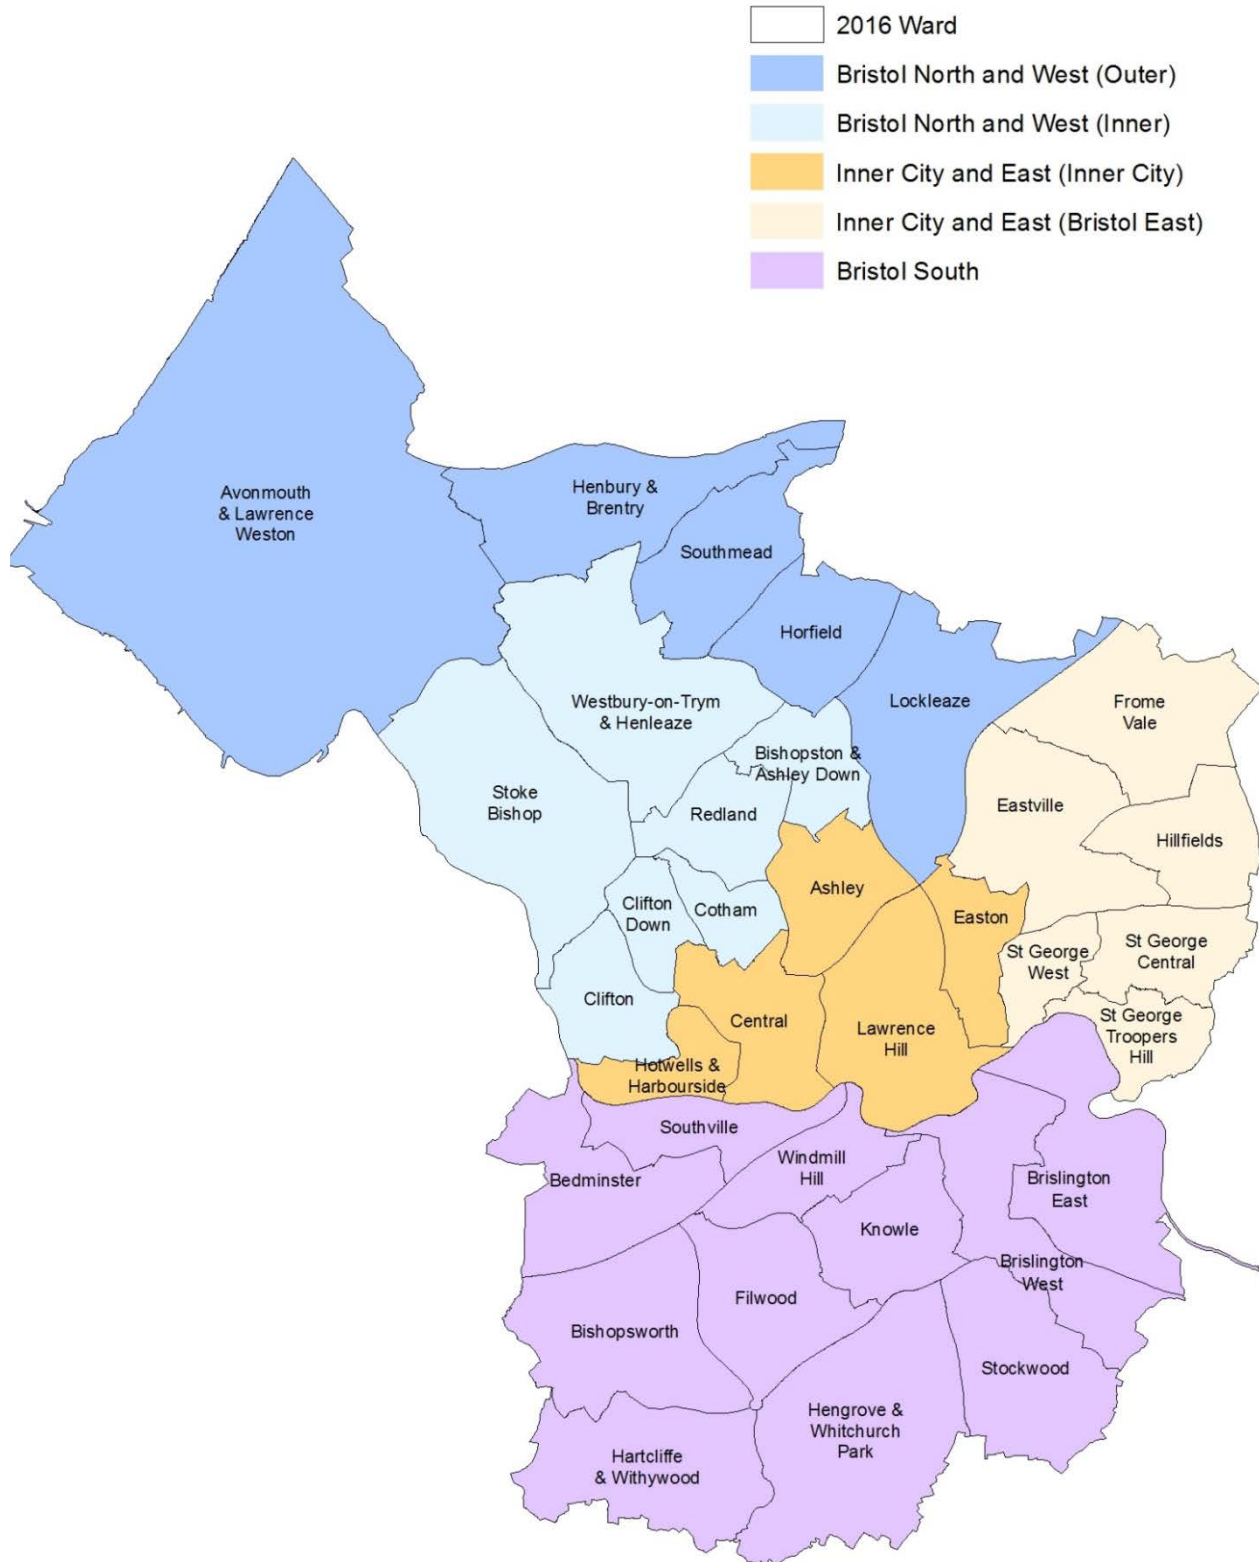 2016 Ward
Bristol North and West (Outer)
Bristol North and West (Inner)
Inner City and East (Inner City)
Inner City and East (Bristol East)
Bristol South
Avonmouth
& Lawrence
Weston
Henbury &
Brentry
Southmead
Horfield
Lockleaze
Westbury-on-Trym
& Henleaze
Frome
Vale
Bishopston &
Ashley Down
Stoke
Bishop
Redland
Eastville
Hillfields
Ashley
Clifton
Down
Cotham
Easton
St George
West
St George
Central
Clifton
Central
Lawrence
Hill
St George
Troopers
Hill
Hotwells &
Harbourside
Southville
Windmill
Hill
Bedminster
Brislington
East
Knowle
Brislington
West
Filwood
Bishopsworth
Stockwood
Hengrove &
Whitchurch
Park
Hartcliffe
& Withywood